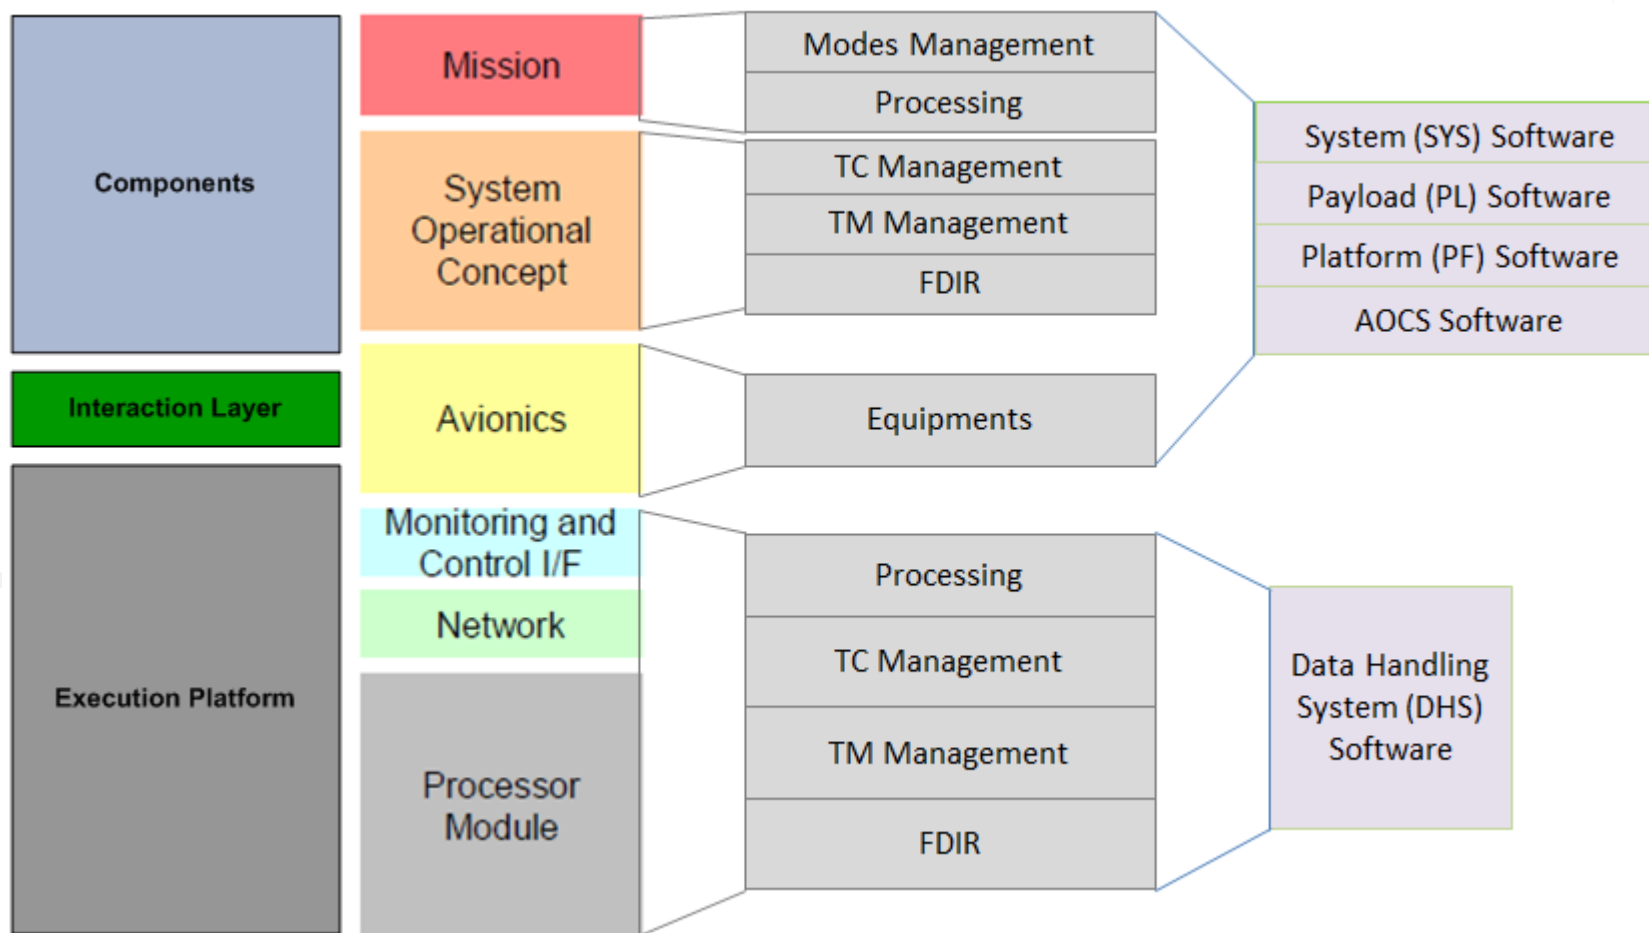 Components
Interaction Layer
Execution Platform
Mission
System
Operational
Concept
Avionics
Monitoring and
Control I/F
Network
Processor
Module
Modes Management
Processing
TC Management
TM Management
FDIR
Equipments
Processing
TC Management
TM Management
FDIR
System (SYS) Software
Payload (PL) Software
Platform (PF) Software
AOCS Software
Data Handling
System (DHS)
Software